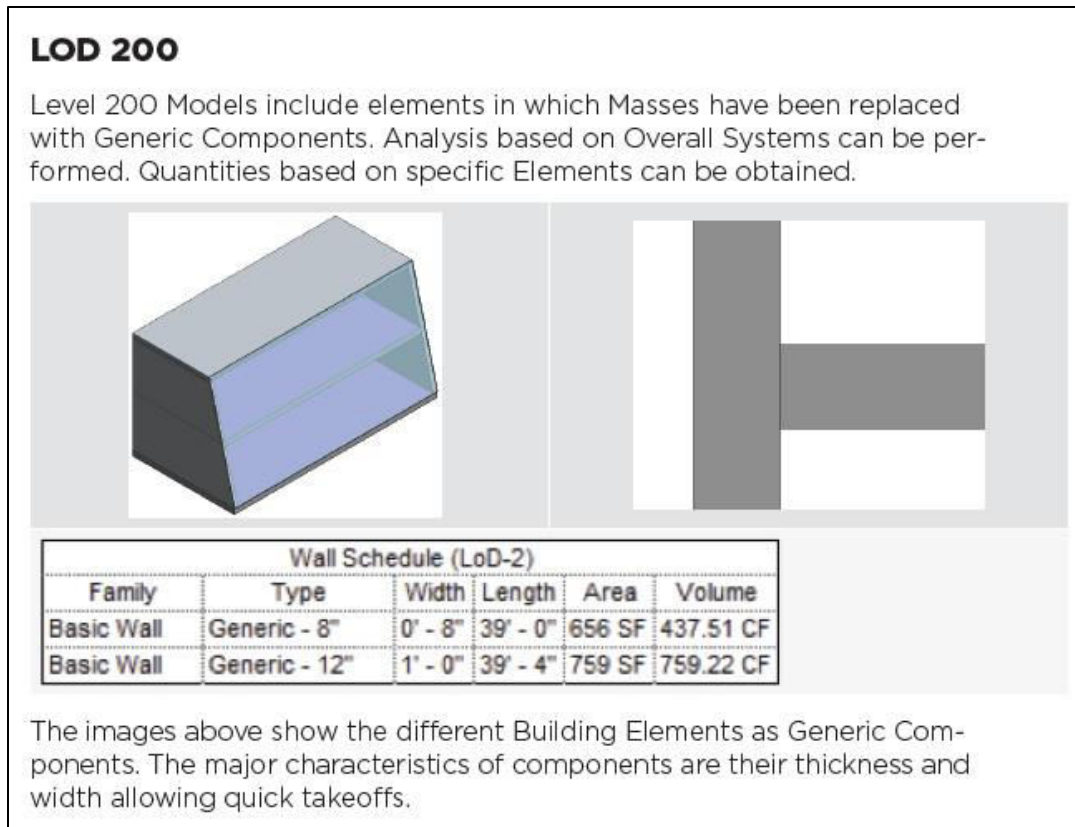 LOD 200
Level 200 Models include elements in which Masses have been replaced
with Generic Components. Analysis based on Overall Systems can be per-
formed. Quantities based on specific Elements can be obtained.
Wall Schedule (LoD-2)
Family Type Width Length Area Volume
Basic Wall Generic - 8" 0' - 8" 39' - 0" 656 SF 437.51 CF
Basic Wall Generic - 12" 1' - 0" 39' - 4" 759 SF 759.22 CF
The images above show the different Building Elements as Generic Com-
ponents. The major characteristics of components are their thickness and
width allowing quick takeoffs.